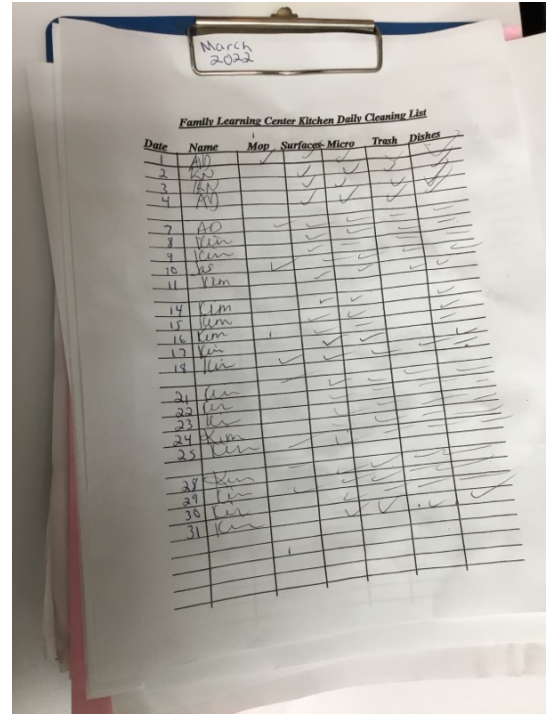 March
2022
Family Learning Center Kitchen Daily Cleaning List
Date Name Mop Surfaces- Micro Trash Dishes
1 AD ✓ ✓ ✓ ✓ ✓
2 KN ✓ ✓ ✓ ✓
3 KN ✓ ✓ ✓ ✓
4 AD ✓ ✓ ✓ ✓
7 AD
8 Kim
9 Kim
10
11 Kim
14 Kim
15 Kim
16 Kim
17 Kim
18 Kim
21 Kim
22
23
24 Kim
25 Kim
28 Kim
29 Kim
30 Kim
31 Kim